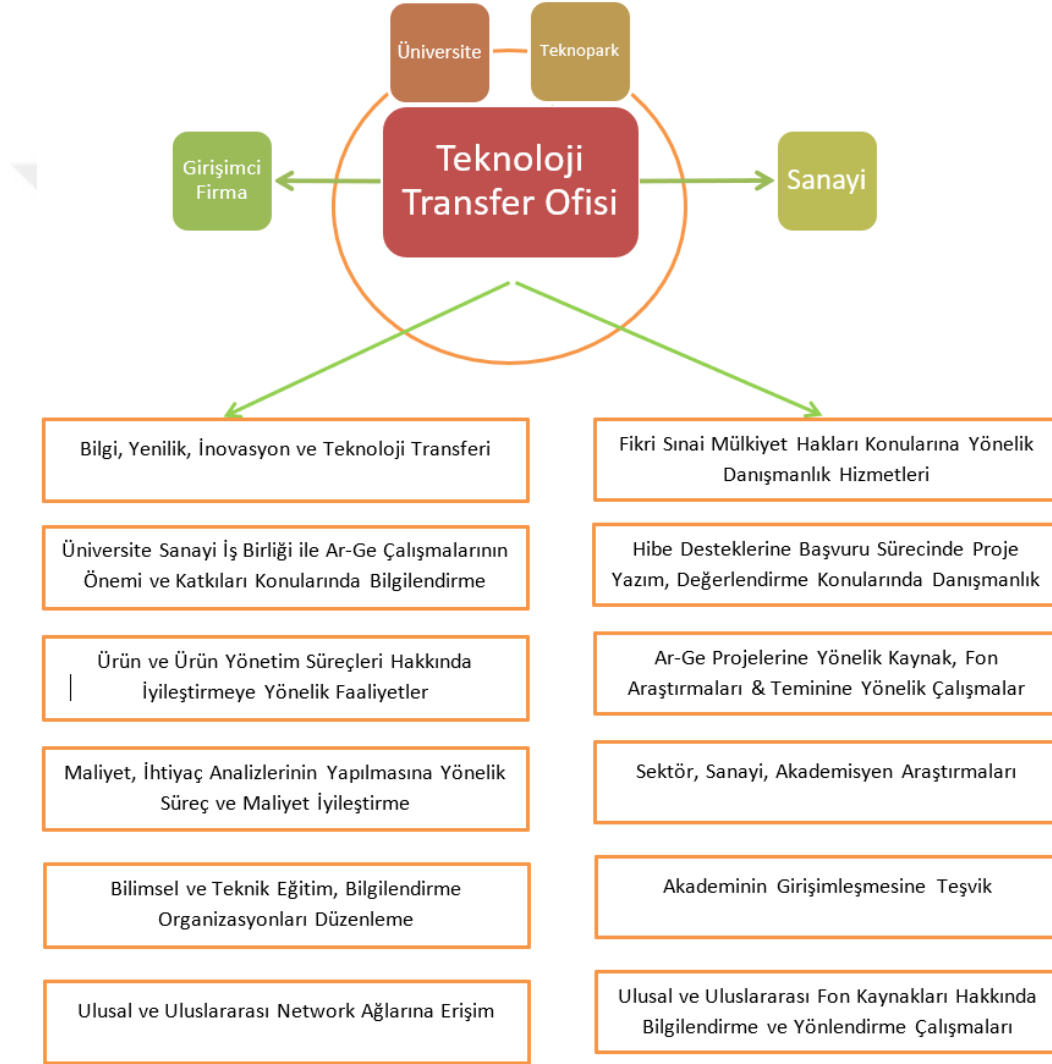 Üniversite
Teknopark
Teknoloji
Transfer Ofisi
Girişimci
Firma
Sanayi
Bilgi, Yenilik, İnovasyon ve Teknoloji Transferi
Üniversite Sanayi İş Birliği ile Ar-Ge Çalışmalarının
Önemi ve Katkıları Konularında Bilgilendirme
Ürün ve Ürün Yönetim Süreçleri Hakkında
İyileştirmeye Yönelik Faaliyetler
Maliyet, İhtiyaç Analizlerinin Yapılmasına Yönelik
Süreç ve Maliyet İyileştirme
Bilimsel ve Teknik Eğitim, Bilgilendirme
Organizasyonları Düzenleme
Ulusal ve Uluslararası Network Ağlarına Erişim
Fikri Sınai Mülkiyet Hakları Konularına Yönelik
Danışmanlık Hizmetleri
Hibe Desteklerine Başvuru Sürecinde Proje
Yazım, Değerlendirme Konularında Danışmanlık
Ar-Ge Projelerine Yönelik Kaynak, Fon
Araştırmaları & Teminine Yönelik Çalışmalar
Sektör, Sanayi, Akademisyen Araştırmaları
Akademinin Girişimleşmesine Teşvik
Ulusal ve Uluslararası Fon Kaynakları Hakkında
Bilgilendirme ve Yönlendirme Çalışmaları